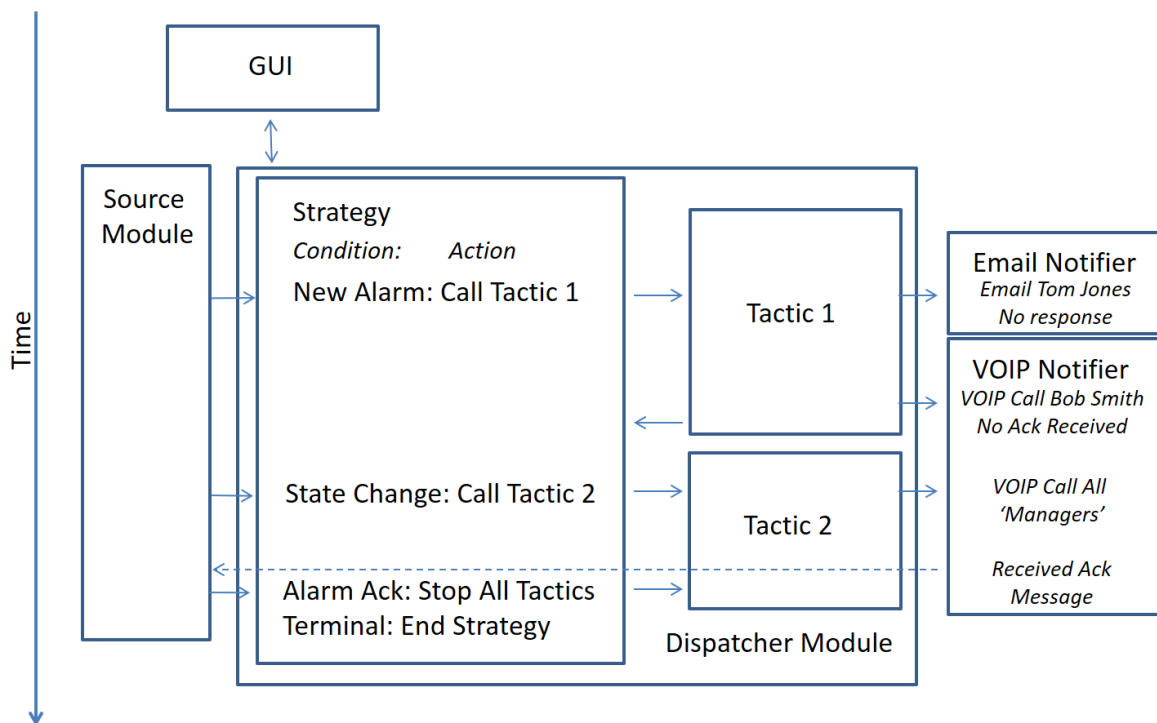 GUI
Time
Source
Module
Strategy
Condition: Action
New Alarm: Call Tactic 1
State Change: Call Tactic 2
Alarm Ack: Stop All Tactics
Terminal: End Strategy
Tactic 1
Tactic 2
Dispatcher Module
Email Notifier
Email Tom Jones
No response
VOIP Notifier
VOIP Call Bob Smith
No Ack Received
VOIP Call All
‘Managers’
Received Ack
Message